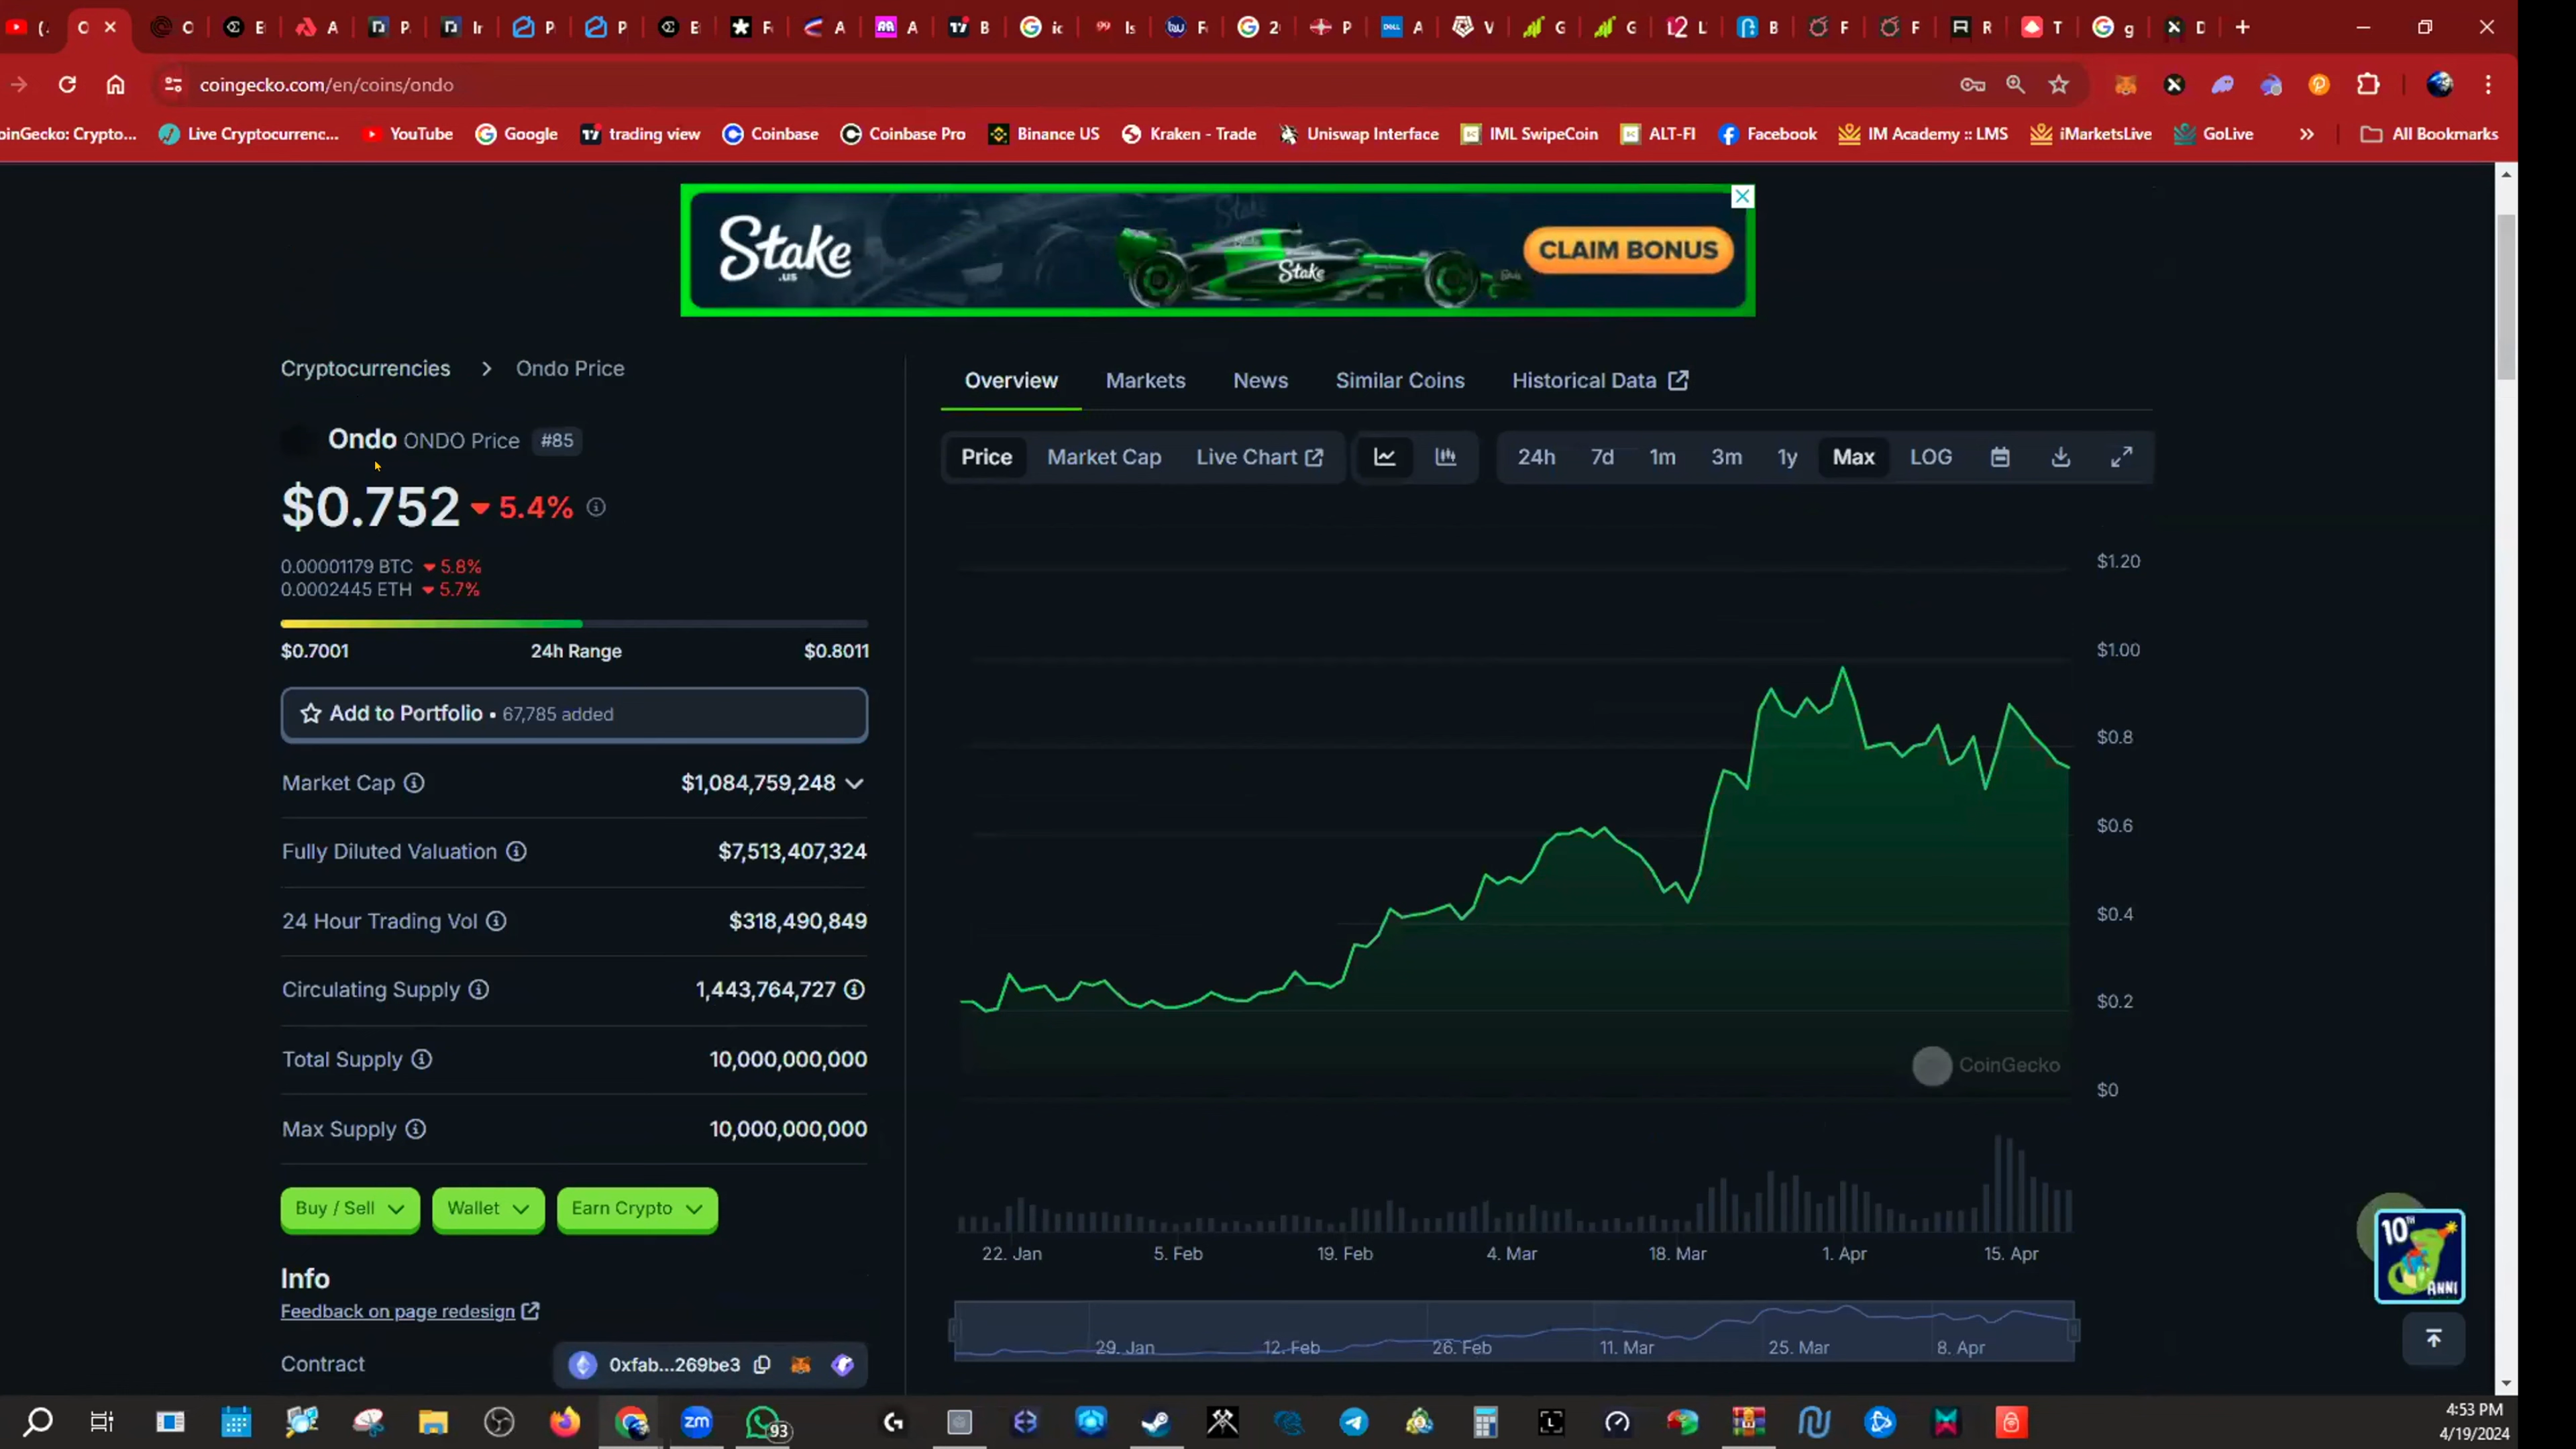 coingecko.com/en/coins/ondo
oinGecko: Crypto... Live Cryptocurrenc... YouTube Google trading view Coinbase Coinbase Pro Binance US Kraken - Trade Uniswap Interface IML SwipeCoin ALT-FI Facebook IM Academy :: LMS iMarketsLive GoLive All Bookmarks
Stake
.us
Stake
CLAIM BONUS
Cryptocurrencies > Ondo Price
Ondo ONDO Price #85
$0.752 5.4%
0.00001179 BTC 5.8%
0.0002445 ETH 5.7%
$0.7001 24h Range $0.8011
Add to Portfolio • 67,785 added
Market Cap $1,084,759,248
Fully Diluted Valuation $7,513,407,324
24 Hour Trading Vol $318,490,849
Circulating Supply 1,443,764,727
Total Supply 10,000,000,000
Max Supply 10,000,000,000
Buy / Sell Wallet Earn Crypto
Info
Feedback on page redesign
Contract 0xfab...269be3
Overview Markets News Similar Coins Historical Data
Price Market Cap Live Chart 24h 7d 1m 3m 1y Max LOG
$1.20
$1.00
$0.8
$0.6
$0.4
$0.2
$0
CoinGecko
22. Jan 5. Feb 19. Feb 4. Mar 18. Mar 1. Apr 15. Apr
29. Jan 12. Feb 26. Feb 11. Mar 25. Mar 8. Apr
10TH
ANNI
zm 93
4:53 PM
4/19/2024